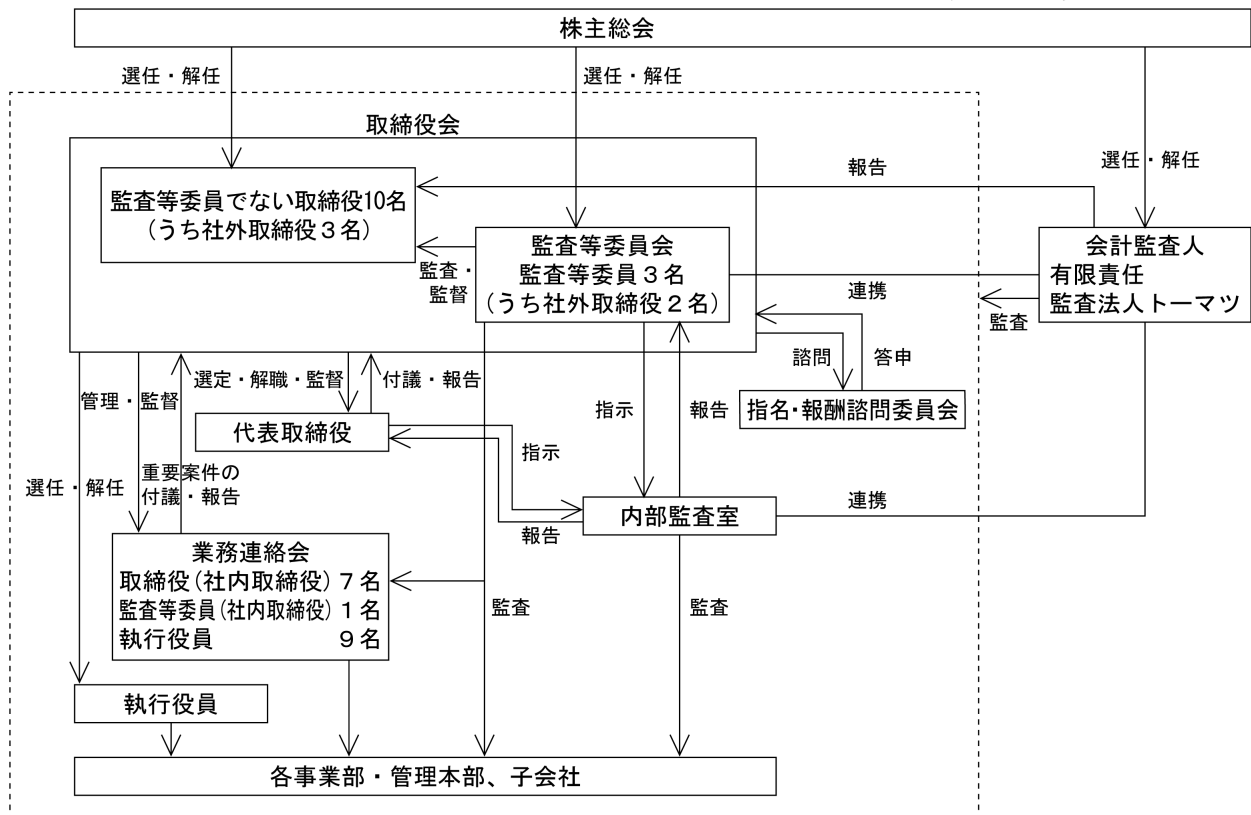 株主総会
選任・解任
選任・解任
選任・解任
取締役会
監査等委員でない取締役10名
(うち社外取締役3名)
報告
監査等委員会
監査等委員3名
(うち社外取締役2名)
監査・
監督
会計監査人
有限責任
監査法人トーマツ
連携
監査
諮問
答申
指名・報酬諮問委員会
管理・監督
選定・解職・監督
付議・報告
代表取締役
指示
報告
指示
選任・解任
重要案件の
付議・報告
内部監査室
連携
報告
業務連絡会
取締役(社内取締役)7名
監査等委員(社内取締役)1名
執行役員 9名
監査
監査
執行役員
各事業部・管理本部、子会社